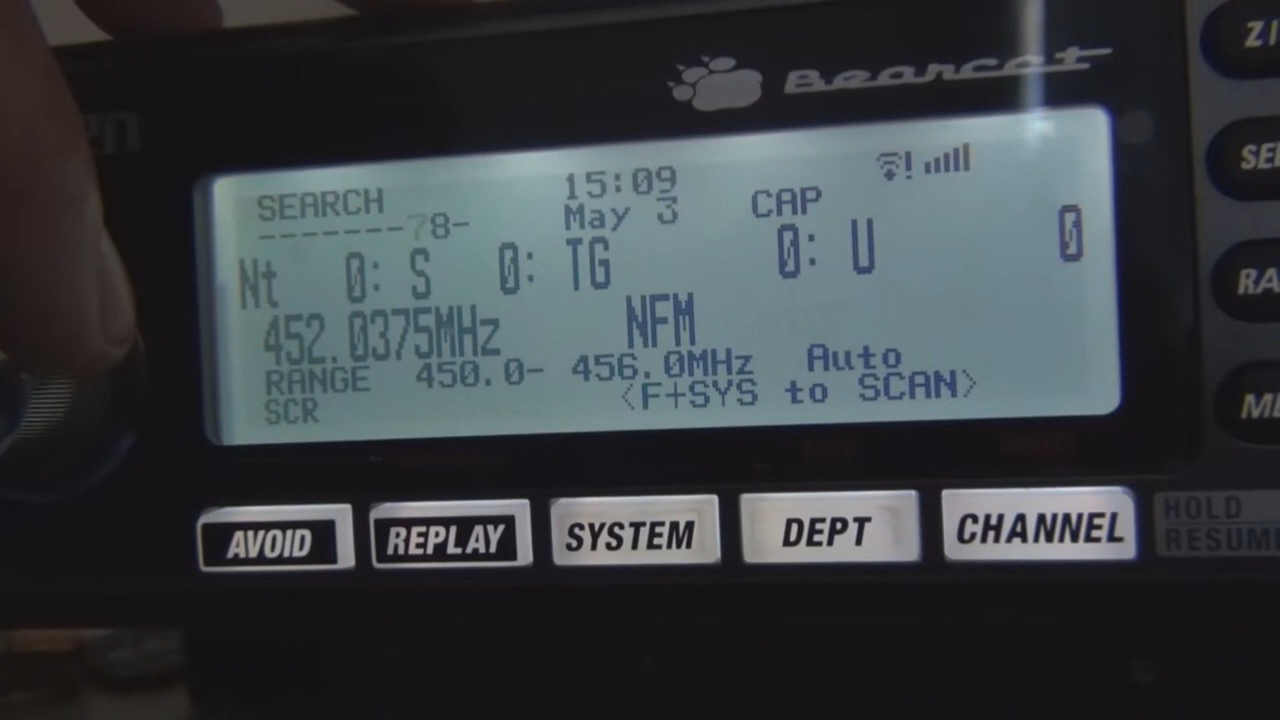 Bearcat
SEARCH 15:09
-------78- May 3 CAP
Nt 0: S 0: TG 0: U 0
452.0375MHz NFM
RANGE 450.0- 456.0MHz Auto
SCR <F+SYS to SCAN>
AVOID REPLAY SYSTEM DEPT CHANNEL
HOLD
RESUM